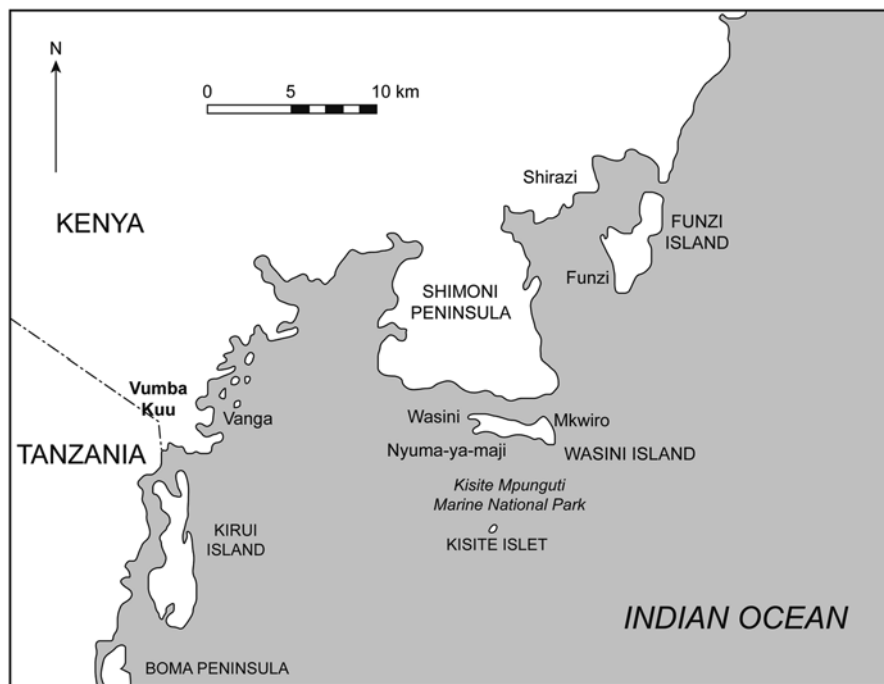 N
0 5 10 km
Shirazi
KENYA
FUNZI
ISLAND
Funzi
SHIMONI
PENINSULA
Vumba
Kuu
Vanga
Wasini
Mkwiro
TANZANIA
Nyuma-ya-maji
WASINI ISLAND
Kisite Mpunguti
Marine National Park
KISITE ISLET
KIRUI
ISLAND
INDIAN OCEAN
BOMA PENINSULA